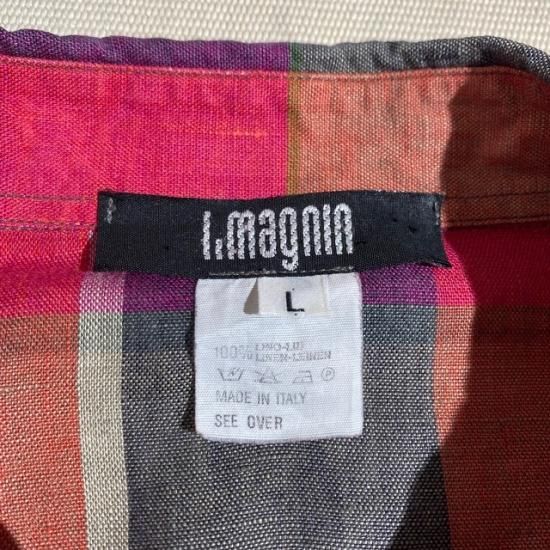 I.magnin
L
100% LINO-LIN
LINEN-LEINEN
MADE IN ITALY
SEE OVER